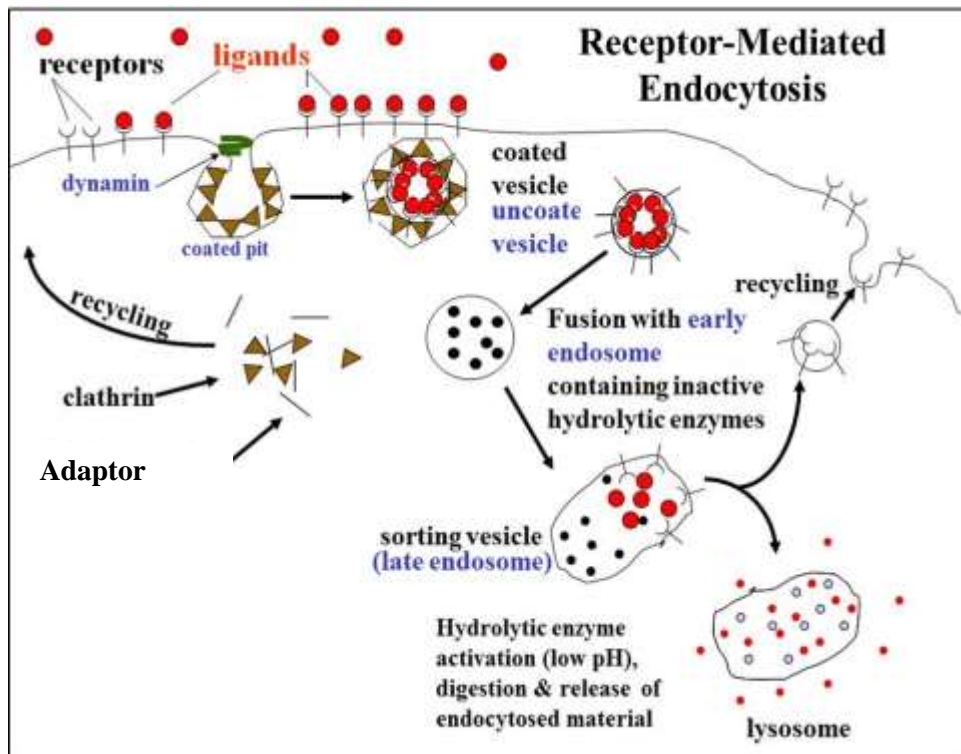 Receptor-Mediated
Endocytosis
receptors
ligands
dynamin
coated pit
coated
vesicle
uncoate
vesicle
recycling
clathrin
Adaptor
Fusion with early
endosome
containing inactive
hydrolytic enzymes
recycling
sorting vesicle
(late endosome)
Hydrolytic enzyme
activation (low pH),
digestion & release of
endocytosed material
lysosome